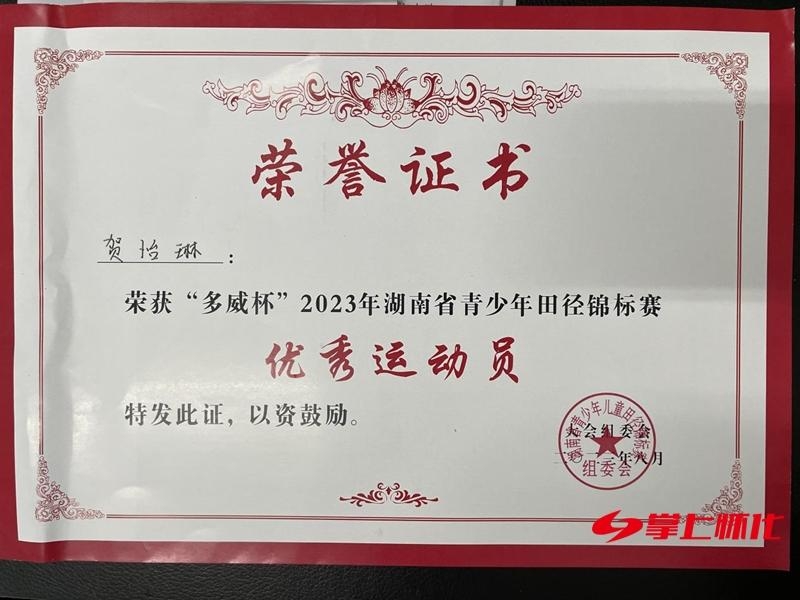 荣誉证书
贺怡琳：
荣获“多威杯”2023年湖南省青少年田径锦标赛
优秀运动员
特发此证，以资鼓励。
大会组委会
二〇二三年八月
湖南省青少年儿童田径锦标赛
组委会
掌上怀化